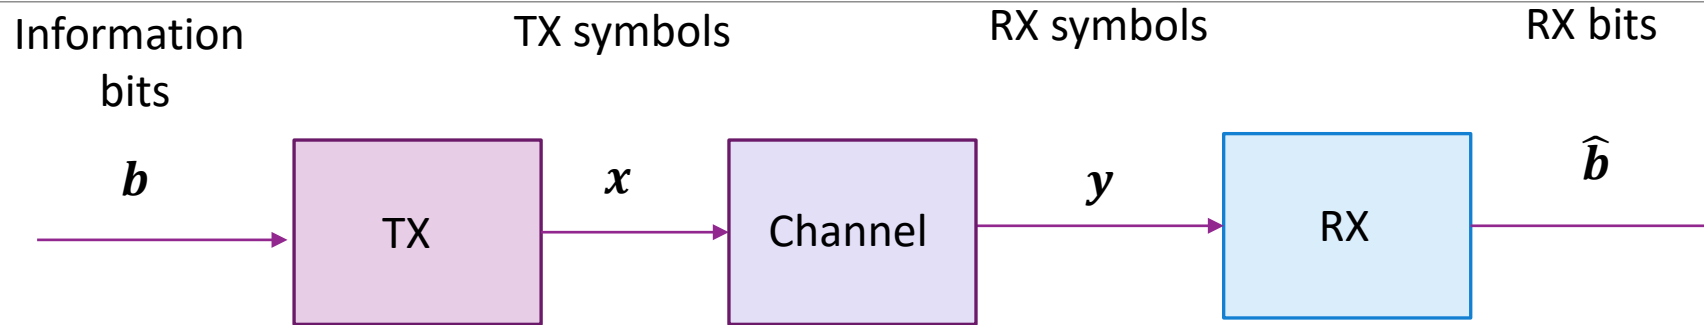 Information
bits
TX symbols
RX symbols
RX bits
b
x
y
b̂
TX
Channel
RX